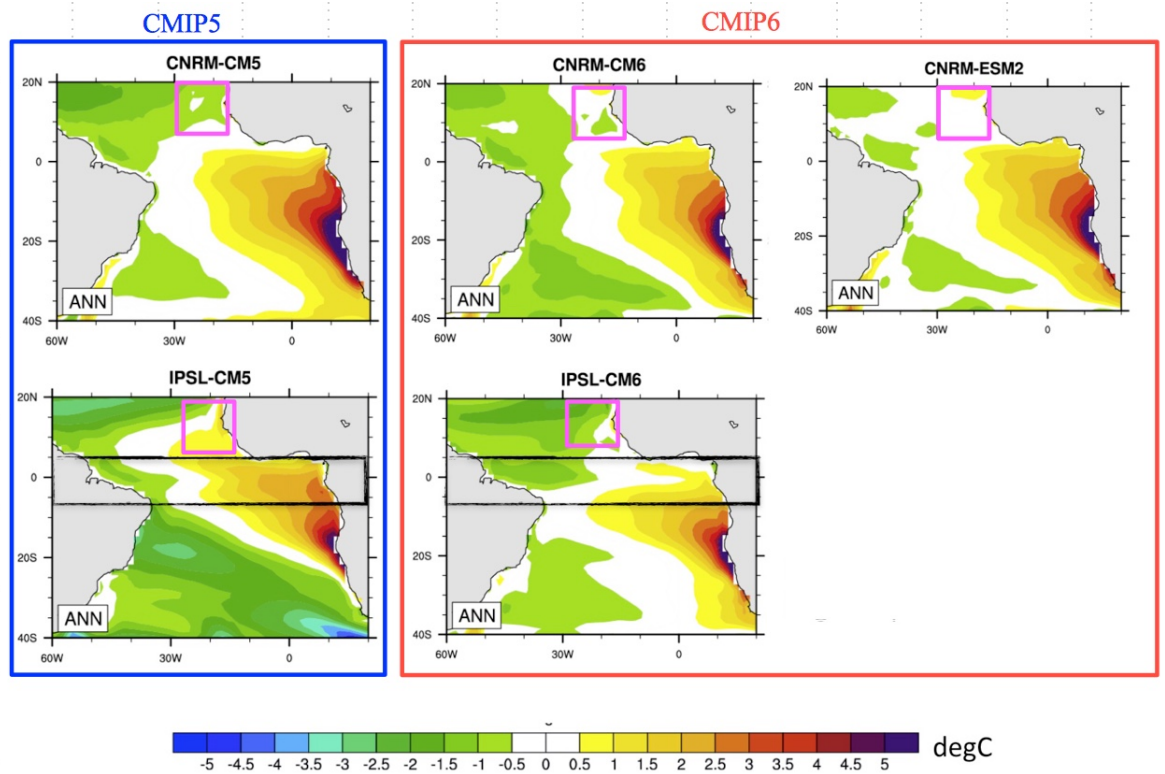 CMIP5
CMIP6
CNRM-CM5
CNRM-CM6
CNRM-ESM2
20N
0
20S
40S
ANN
60W 30W 0
20N
0
20S
40S
ANN
60W 30W 0
20N
0
20S
40S
ANN
60W 30W 0
IPSL-CM5
IPSL-CM6
20N
0
20S
40S
ANN
60W 30W 0
20N
0
20S
40S
ANN
60W 30W 0
-5 -4.5 -4 -3.5 -3 -2.5 -2 -1.5 -1 -0.5 0 0.5 1 1.5 2 2.5 3 3.5 4 4.5 5
degC